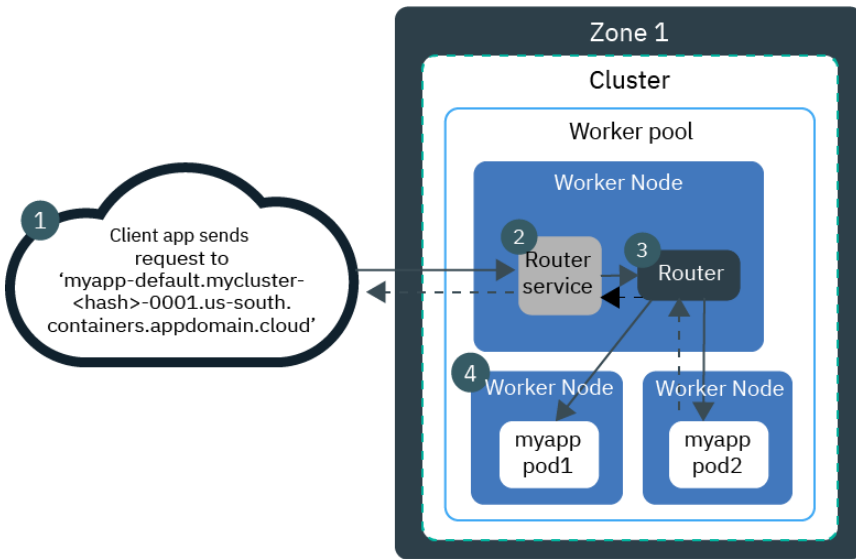 Zone 1
Cluster
Worker pool
Worker Node
1
Client app sends
request to
‘myapp-default.mycluster-
<hash>-0001.us-south.
containers.appdomain.cloud’
2
Router
service
3
Router
4
Worker Node
myapp
pod1
Worker Node
myapp
pod2